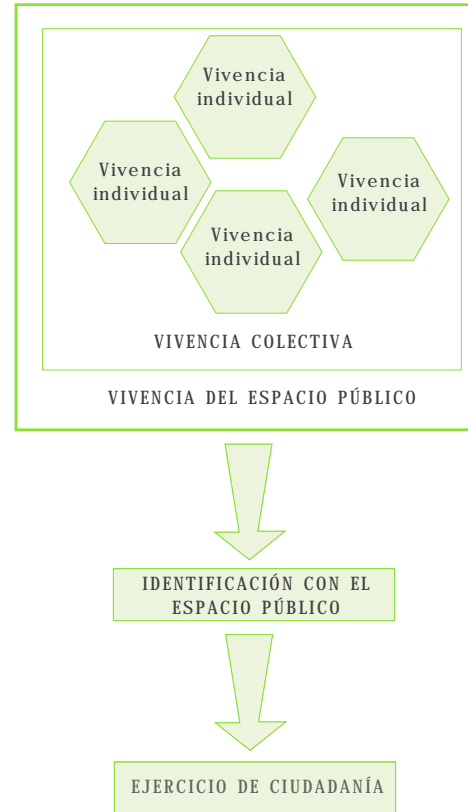 Vivencia
individual
Vivencia
individual
Vivencia
individual
Vivencia
individual
VIVENCIA COLECTIVA
VIVENCIA DEL ESPACIO PÚBLICO
IDENTIFICACIÓN CON EL
ESPACIO PÚBLICO
EJERCICIO DE CIUDADANÍA